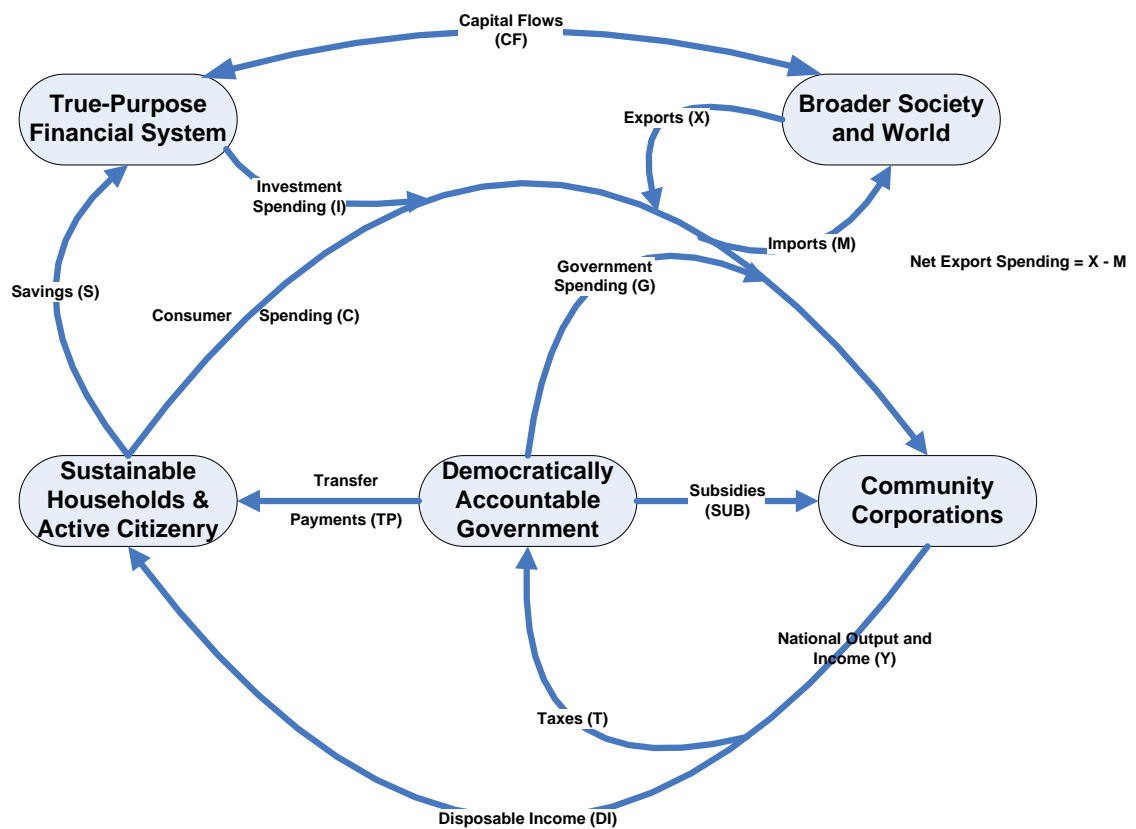 Capital Flows
(CF)
True-Purpose
Financial System
Broader Society
and World
Exports (X)
Investment
Spending (I)
Imports (M)
Government
Spending (G)
Net Export Spending = X - M
Savings (S)
Consumer Spending (C)
Sustainable
Households &
Active Citizenry
Transfer
Payments (TP)
Democratically
Accountable
Government
Subsidies
(SUB)
Community
Corporations
National Output and
Income (Y)
Taxes (T)
Disposable Income (DI)